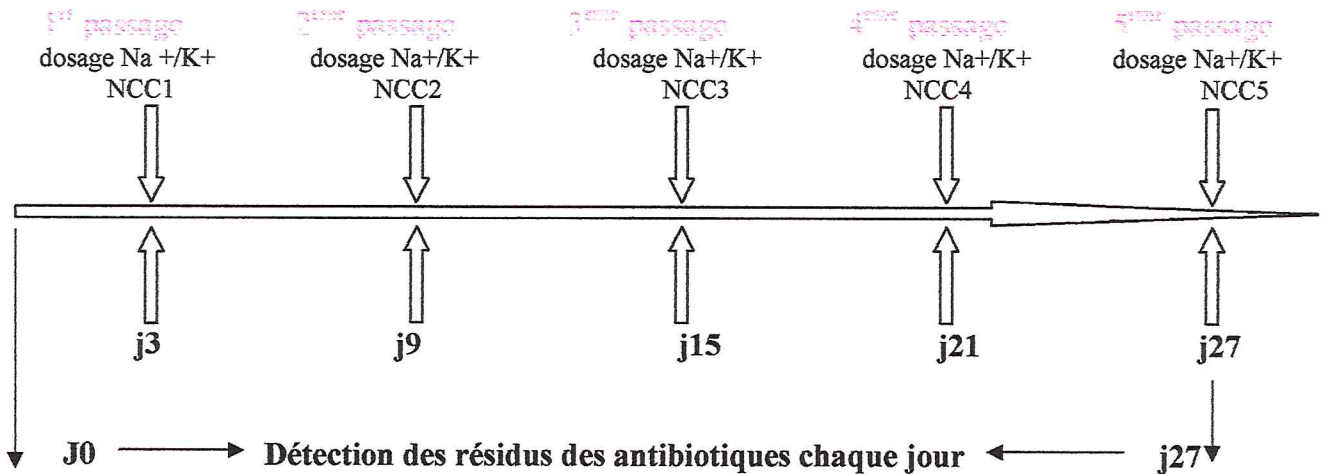 1er passage 2ème passage 3ème passage 4ème passage 5ème passage
dosage Na +/K+ dosage Na+/K+ dosage Na+/K+ dosage Na+/K+ dosage Na+/K+
NCC1 NCC2 NCC3 NCC4 NCC5
j3 j9 j15 j21 j27
J0 Détection des résidus des antibiotiques chaque jour j27